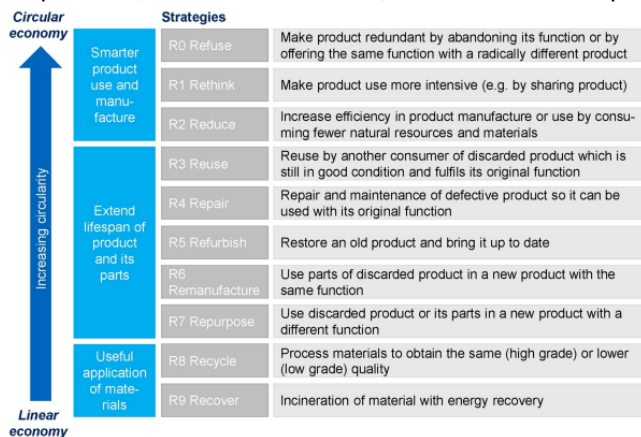 Circular
economy
Strategies
Increasing circularity
Smarter
product
use and
manu-
facture
R0 Refuse
Make product redundant by abandoning its function or by
offering the same function with a radically different product
R1 Rethink
Make product use more intensive (e.g. by sharing product)
R2 Reduce
Increase efficiency in product manufacture or use by consu-
ming fewer natural resources and materials
Extend
lifespan of
product
and its
parts
R3 Reuse
Reuse by another consumer of discarded product which is
still in good condition and fulfils its original function
R4 Repair
Repair and maintenance of defective product so it can be
used with its original function
R5 Refurbish
Restore an old product and bring it up to date
R6
Remanufacture
Use parts of discarded product in a new product with the
same function
R7 Repurpose
Use discarded product or its parts in a new product with a
different function
Useful
application
of mate-
rials
R8 Recycle
Process materials to obtain the same (high grade) or lower
(low grade) quality
R9 Recover
Incineration of material with energy recovery
Linear
economy